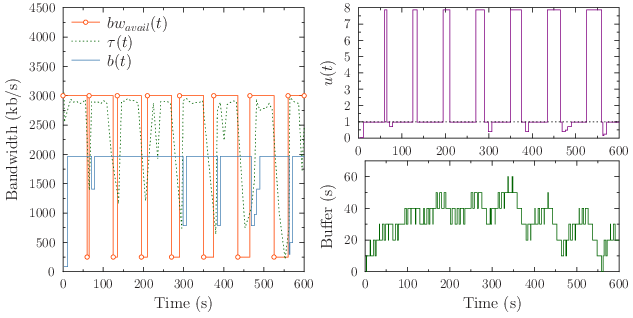 4500
4000
3500
3000
2500
2000
1500
1000
500
0
Bandwidth (kb/s)
bw_avail(t)
τ(t)
b(t)
0 100 200 300 400 500 600
Time (s)
8
7
6
5
4
3
2
1
0
u(t)
0 100 200 300 400 500 600
60
40
20
0
Buffer (s)
0 100 200 300 400 500 600
Time (s)